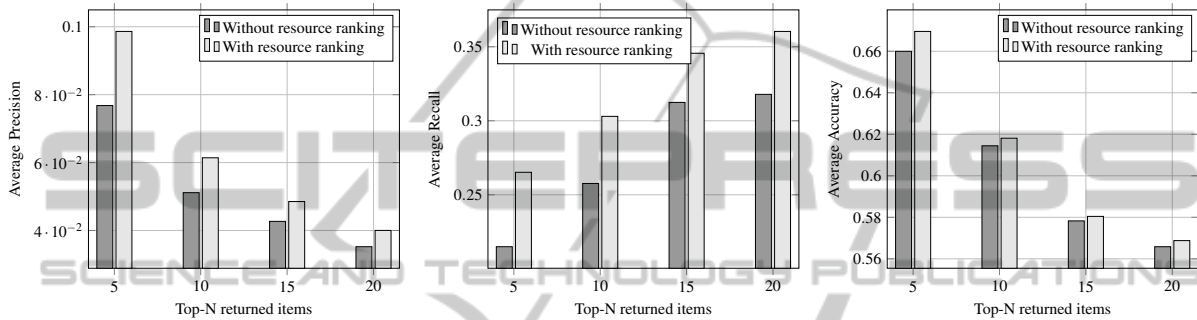 0.1
8 · 10⁻²
6 · 10⁻²
4 · 10⁻²
Average Precision
Without resource ranking
With resource ranking
5 10 15 20
Top-N returned items
0.35
0.3
0.25
Average Recall
Without resource ranking
With resource ranking
5 10 15 20
Top-N returned items
0.66
0.64
0.62
0.6
0.58
0.56
Average Accuracy
Without resource ranking
With resource ranking
5 10 15 20
Top-N returned items
SCITEPRESS
SCIENCE AND TECHNOLOGY PUBLICATIONS